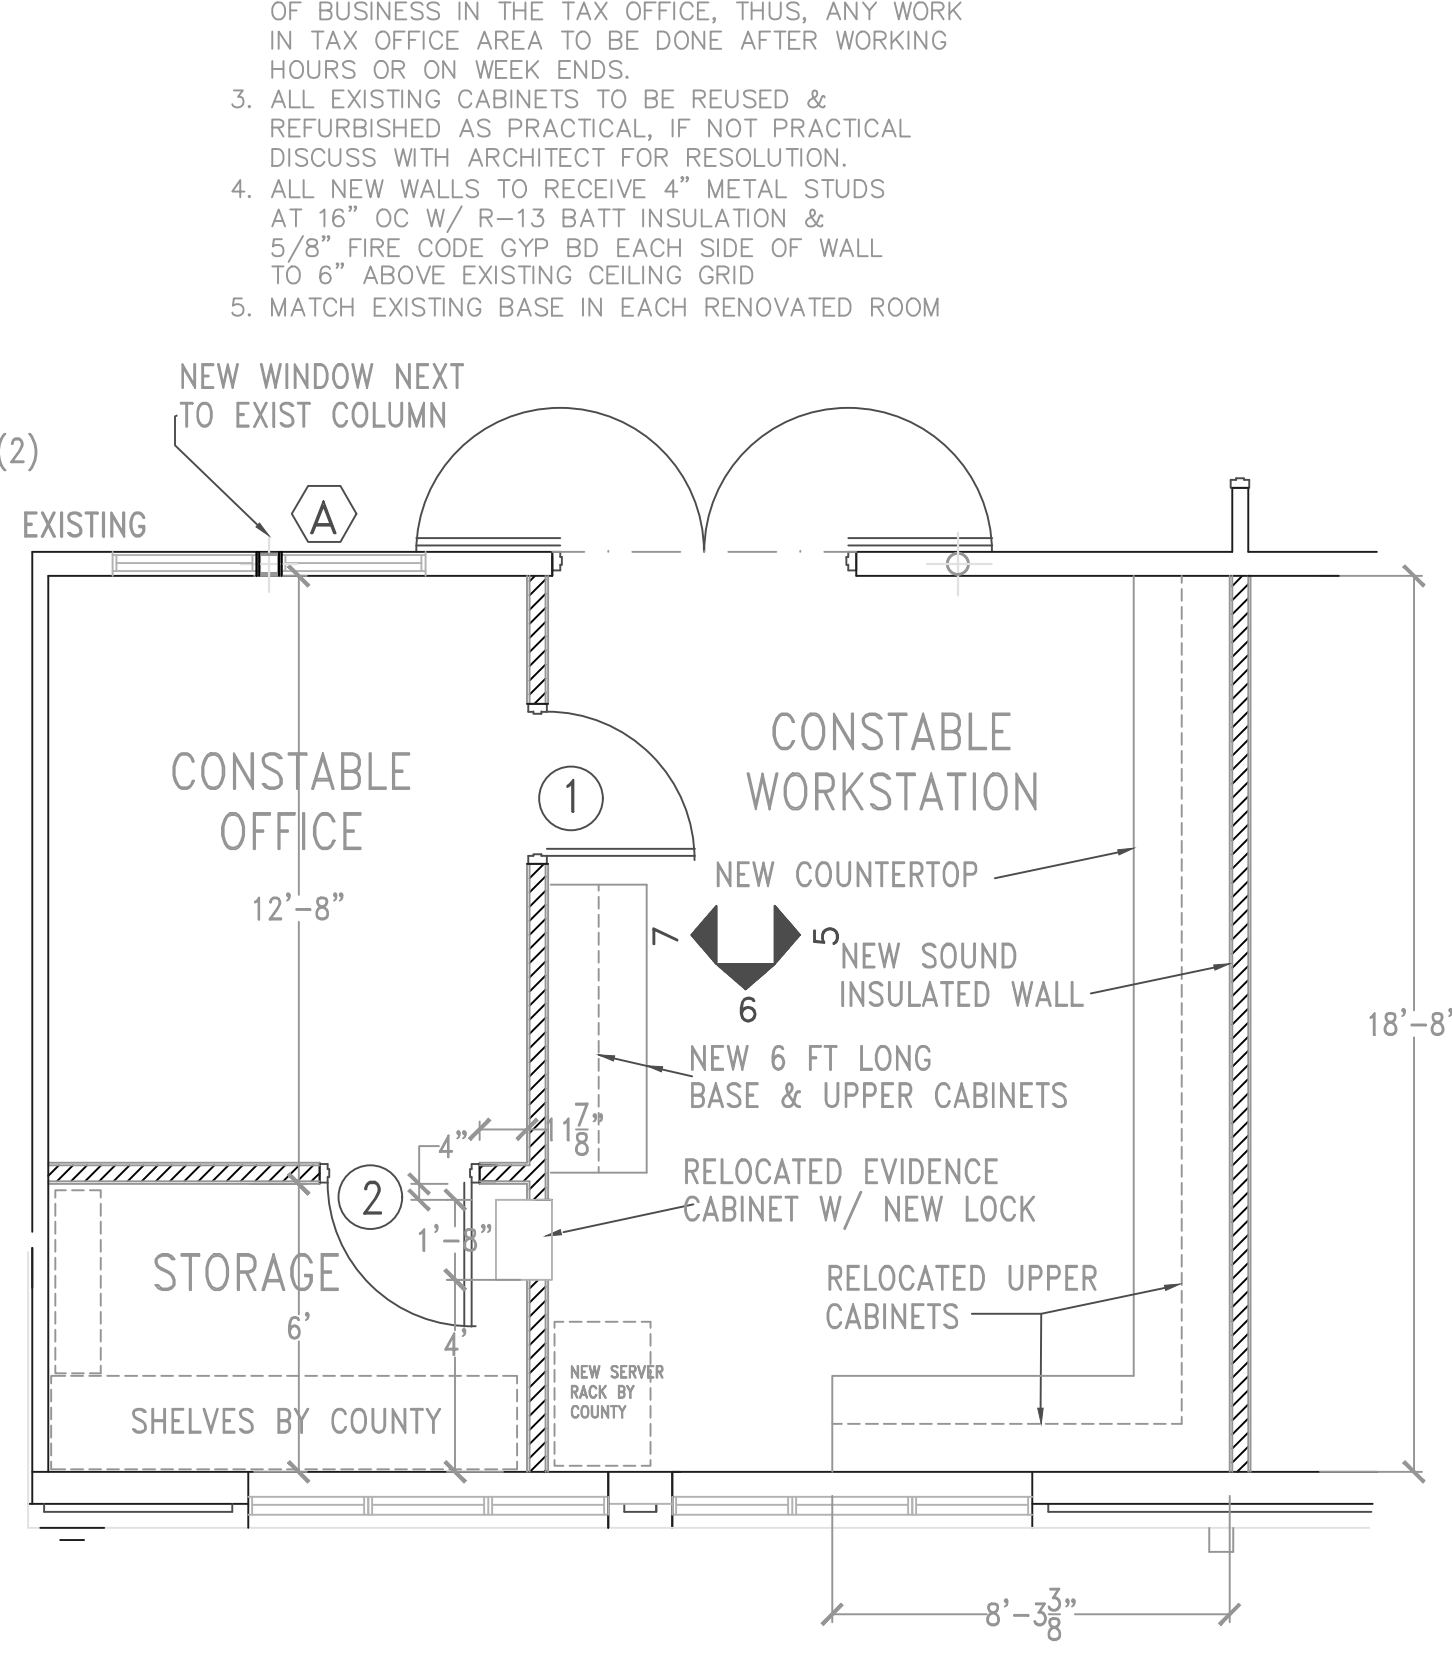 OF BUSINESS IN THE TAX OFFICE, THUS, ANY WORK
IN TAX OFFICE AREA TO BE DONE AFTER WORKING
HOURS OR ON WEEK ENDS.
3. ALL EXISTING CABINETS TO BE REUSED &
REFURBISHED AS PRACTICAL, IF NOT PRACTICAL
DISCUSS WITH ARCHITECT FOR RESOLUTION.
4. ALL NEW WALLS TO RECEIVE 4" METAL STUDS
AT 16" OC W/ R-13 BATT INSULATION &
5/8" FIRE CODE GYP BD EACH SIDE OF WALL
TO 6" ABOVE EXISTING CEILING GRID
5. MATCH EXISTING BASE IN EACH RENOVATED ROOM
NEW WINDOW NEXT
TO EXIST COLUMN
(2)
EXISTING
A
CONSTABLE
OFFICE
12'-8"
1
CONSTABLE
WORKSTATION
NEW COUNTERTOP
7
5
6
NEW SOUND
INSULATED WALL
18'-8"
NEW 6 FT LONG
BASE & UPPER CABINETS
4"
11 7/8"
RELOCATED EVIDENCE
CABINET W/ NEW LOCK
2
1'-8"
STORAGE
6'
4'
RELOCATED UPPER
CABINETS
NEW SERVER
RACK BY
COUNTY
SHELVES BY COUNTY
8'-3 3/8"